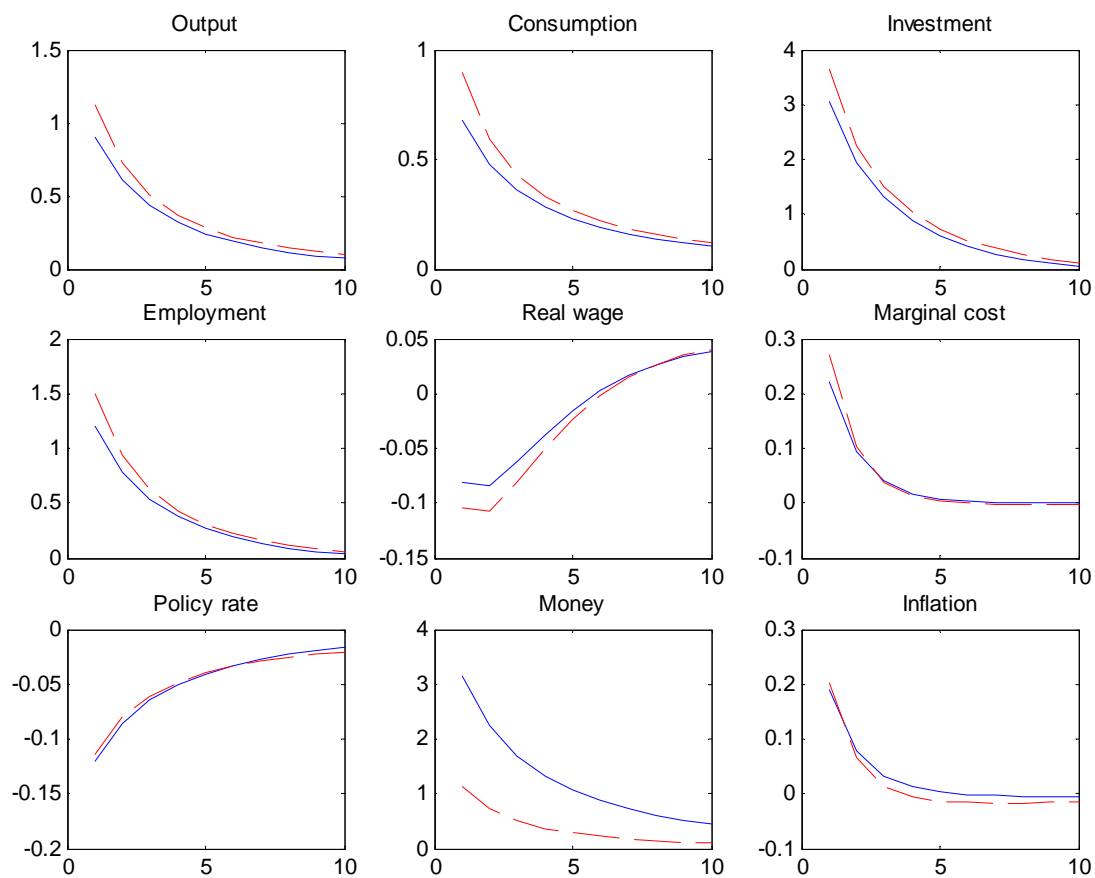 Output Consumption Investment
1.5 1 4
3
1 0.5 2
0.5 1
0 0 0
0 5 10 0 5 10 0 5 10
Employment Real wage Marginal cost
2 0.05 0.3
1.5 0 0.2
1 -0.05 0.1
0.5 -0.1 0
0 -0.15 -0.1
0 5 10 0 5 10 0 5 10
Policy rate Money Inflation
0 4 0.3
-0.05 3 0.2
-0.1 2 0.1
-0.15 1 0
-0.2 0 -0.1
0 5 10 0 5 10 0 5 10